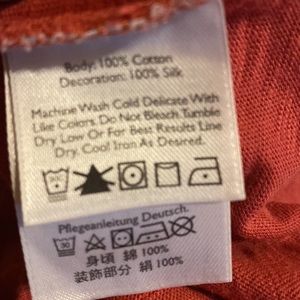 Body: 100% Cotton
Decoration: 100% Silk
Machine Wash Cold Delicate With
Like Colors. Do Not Bleach. Tumble
Dry Low Or For Best Results Line
Dry. Cool Iron As Desired.
Pflegeanleitung Deutsch.
30
身頃 綿 100%
装飾部分 絹 100%